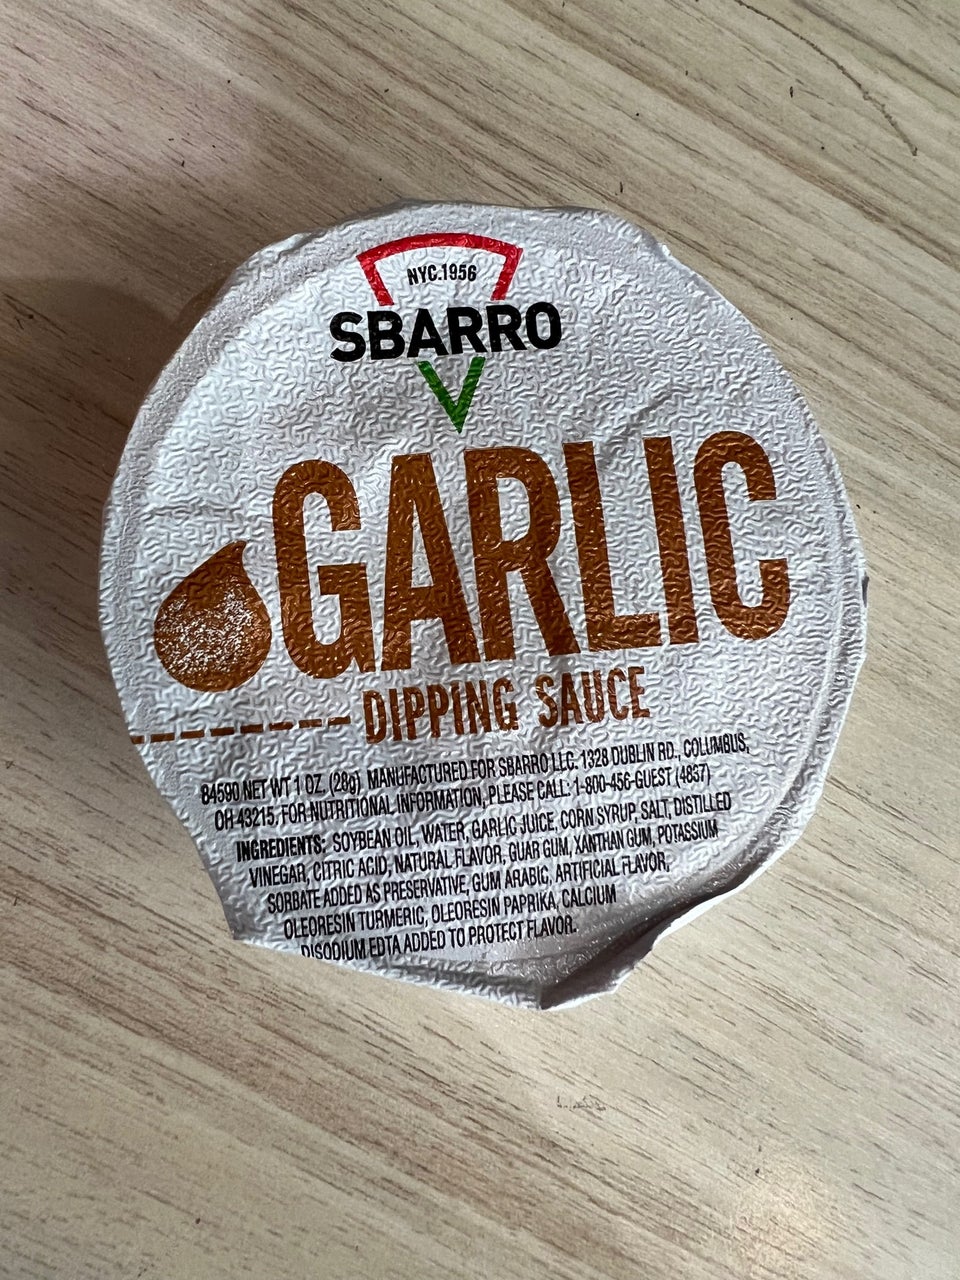 NYC.1956
SBARRO
GARLIC
DIPPING SAUCE
84590 NET WT 1 OZ. (28g) MANUFACTURED FOR SBARRO LLC. 1328 DUBLIN RD., COLUMBUS,
OH 43215, FOR NUTRITIONAL INFORMATION, PLEASE CALL: 1-800-456-GUEST (4837)
INGREDIENTS: SOYBEAN OIL, WATER, GARLIC JUICE, CORN SYRUP, SALT, DISTILLED
VINEGAR, CITRIC ACID, NATURAL FLAVOR, GUAR GUM, XANTHAN GUM, POTASSIUM
SORBATE ADDED AS PRESERVATIVE, GUM ARABIC, ARTIFICIAL FLAVOR,
OLEORESIN TURMERIC, OLEORESIN PAPRIKA, CALCIUM
DISODIUM EDTA ADDED TO PROTECT FLAVOR.